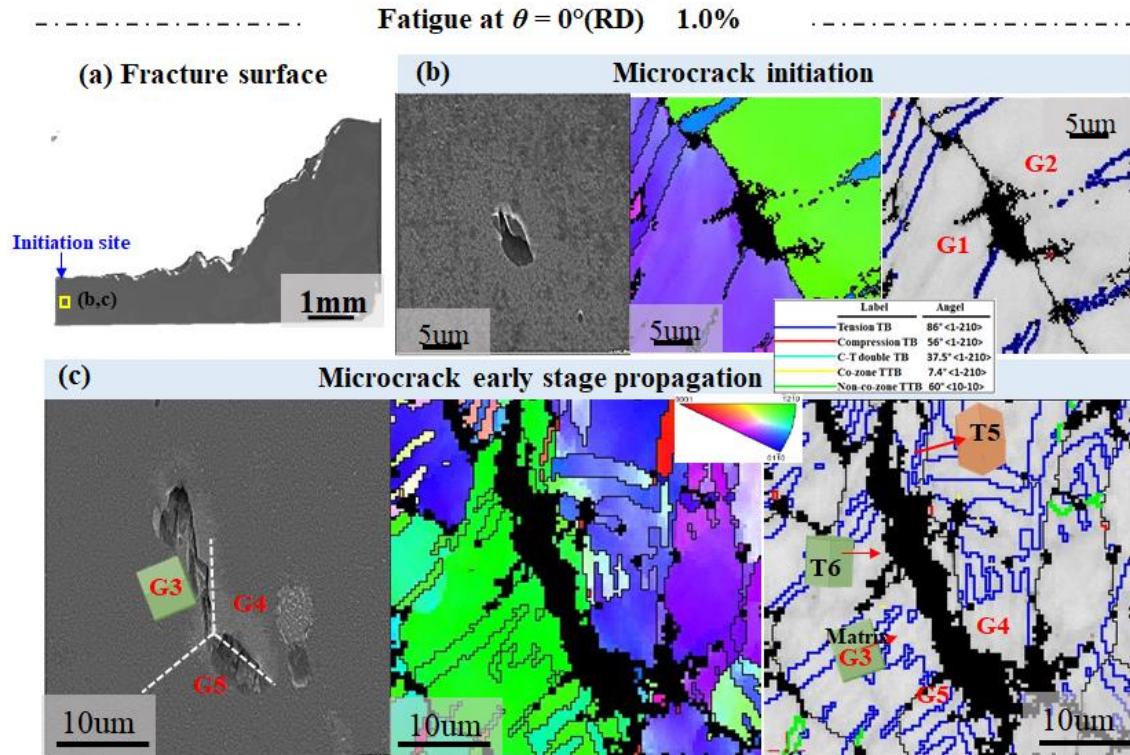 Fatigue at θ = 0°(RD) 1.0%
(a) Fracture surface
Initiation site
(b,c)
1mm
(b) Microcrack initiation
5um
5um
5um
G2
G1
Label Angel
Tension TB 86° <1-210>
Compression TB 56° <1-210>
C-T double TB 37.5° <1-210>
Co-zone TTB 7.4° <1-210>
Non-co-zone TTB 60° <10-10>
(c) Microcrack early stage propagation
G3
G4
G5
10um
10um
0001
T5
T6
G4
Matrix
G3
G5
10um